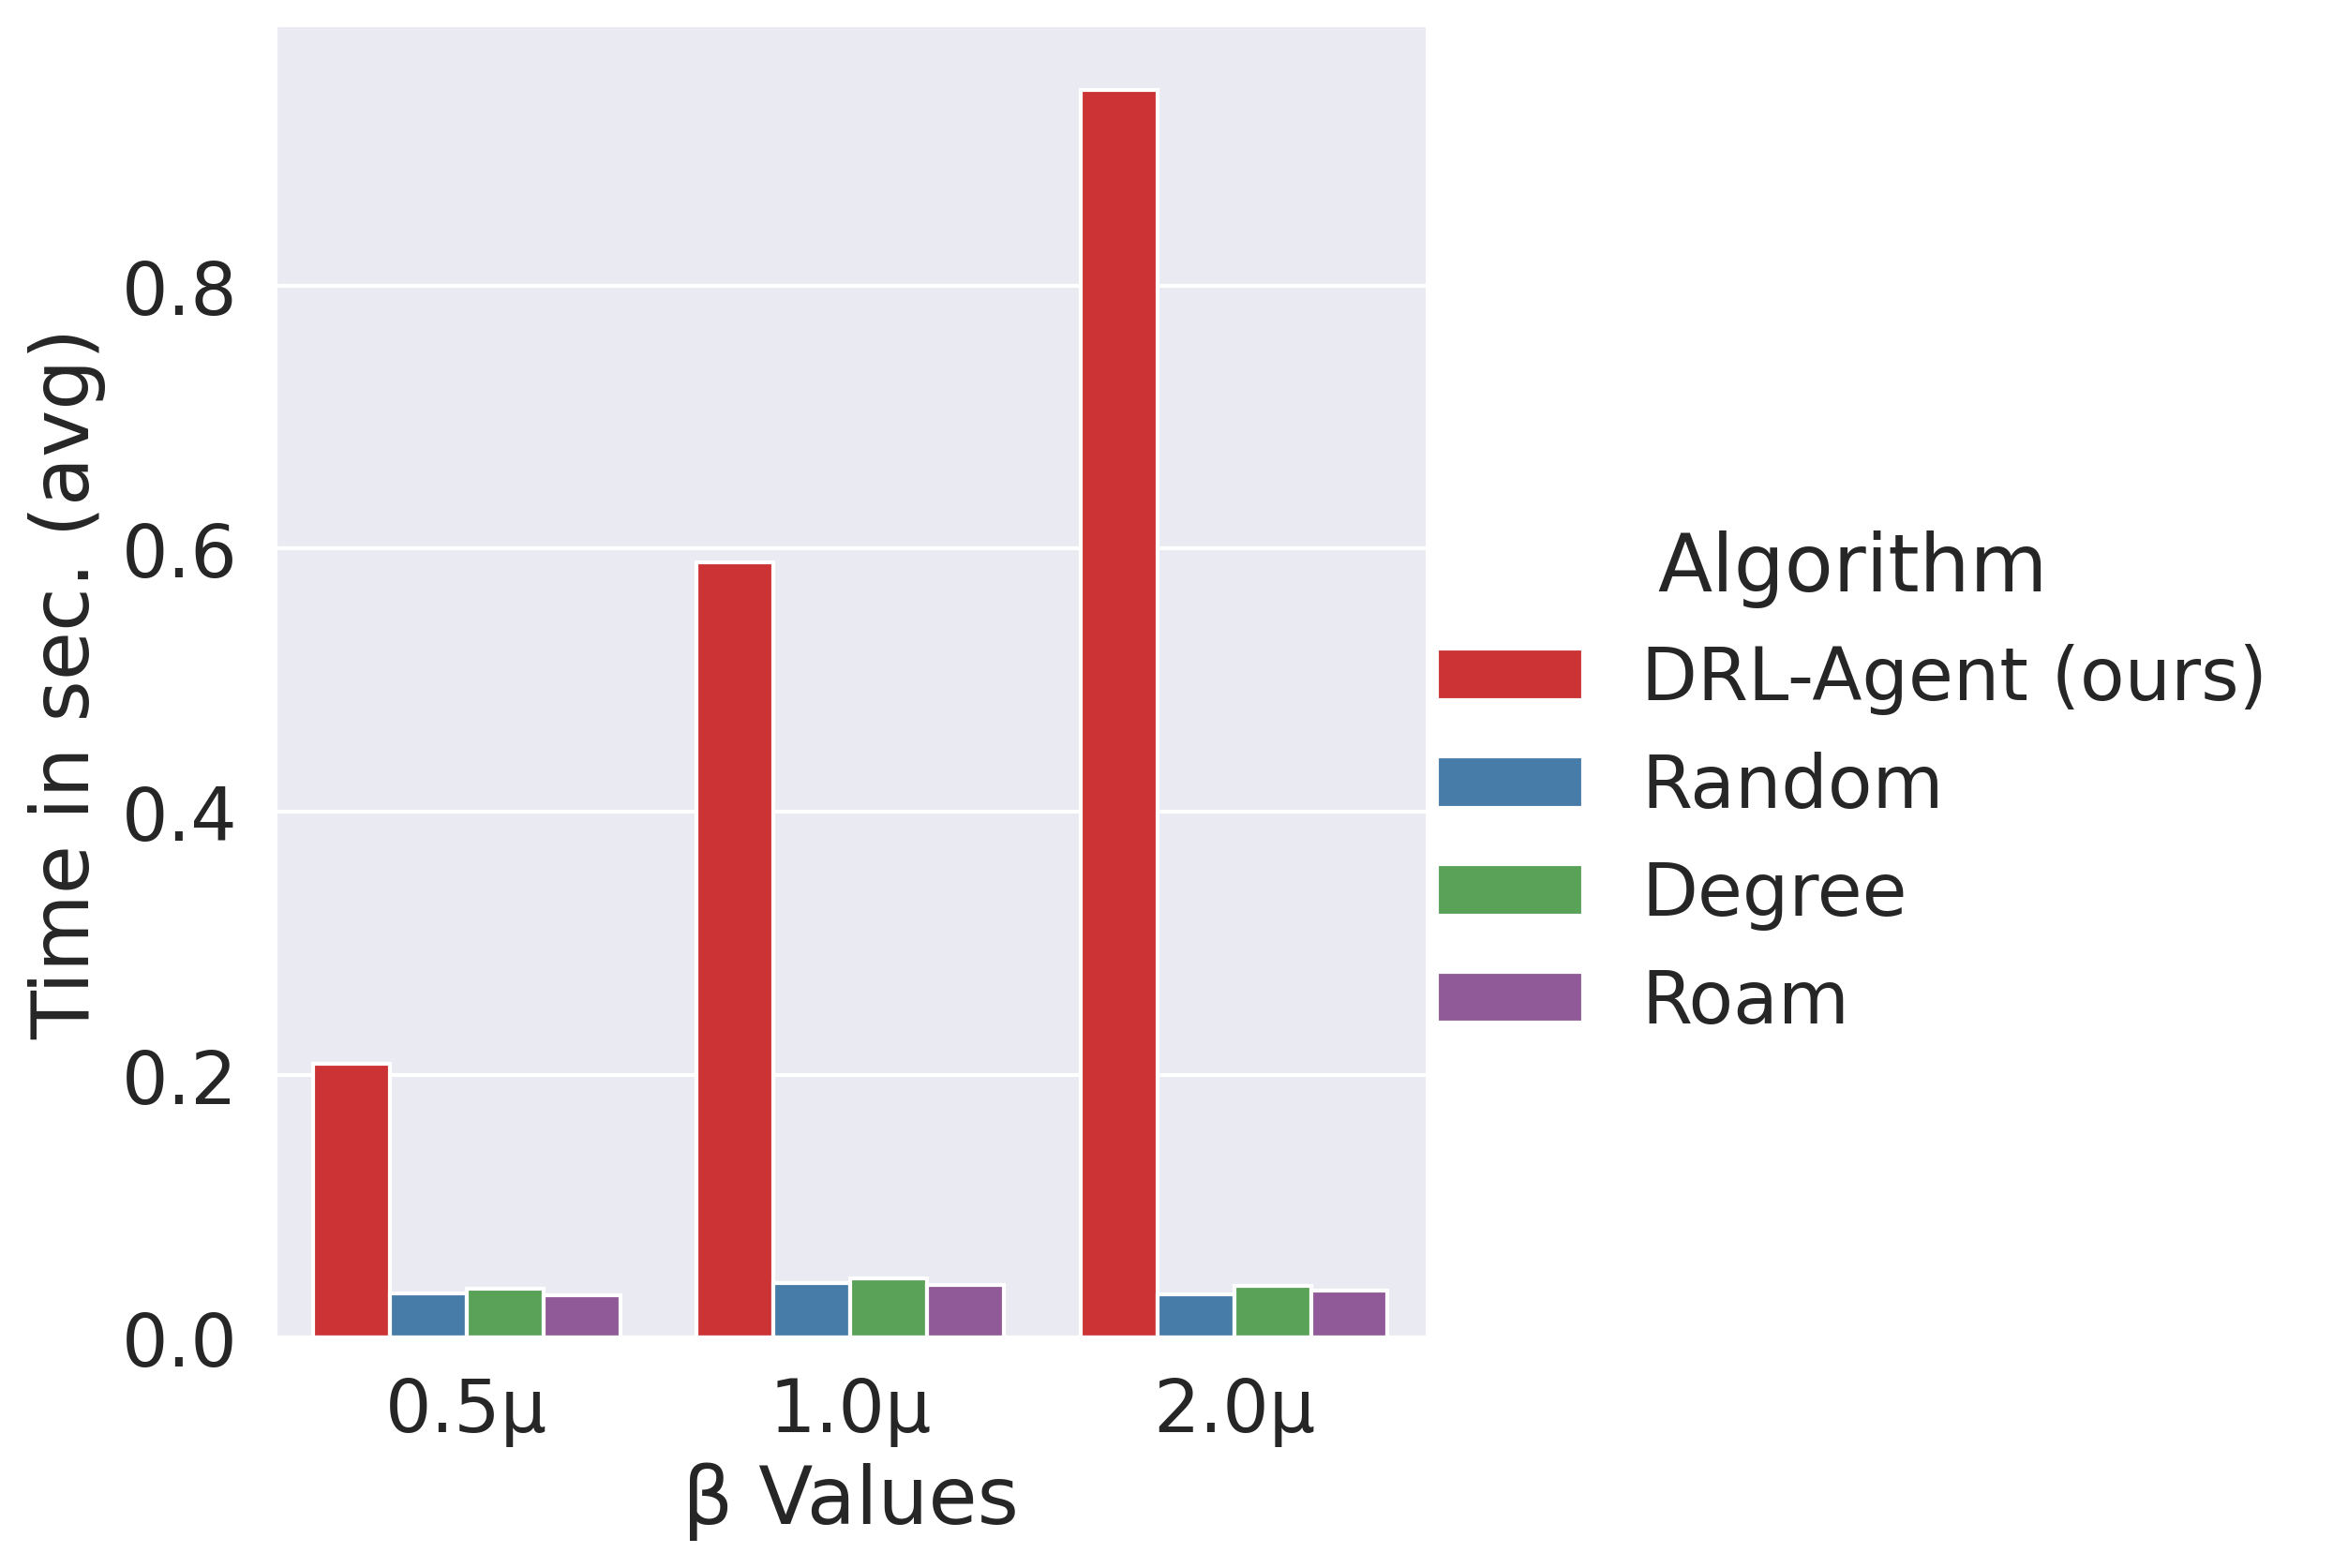 Time in sec. (avg)
0.8
0.6
0.4
0.2
0.0
0.5μ 1.0μ 2.0μ
β Values
Algorithm
DRL-Agent (ours)
Random
Degree
Roam